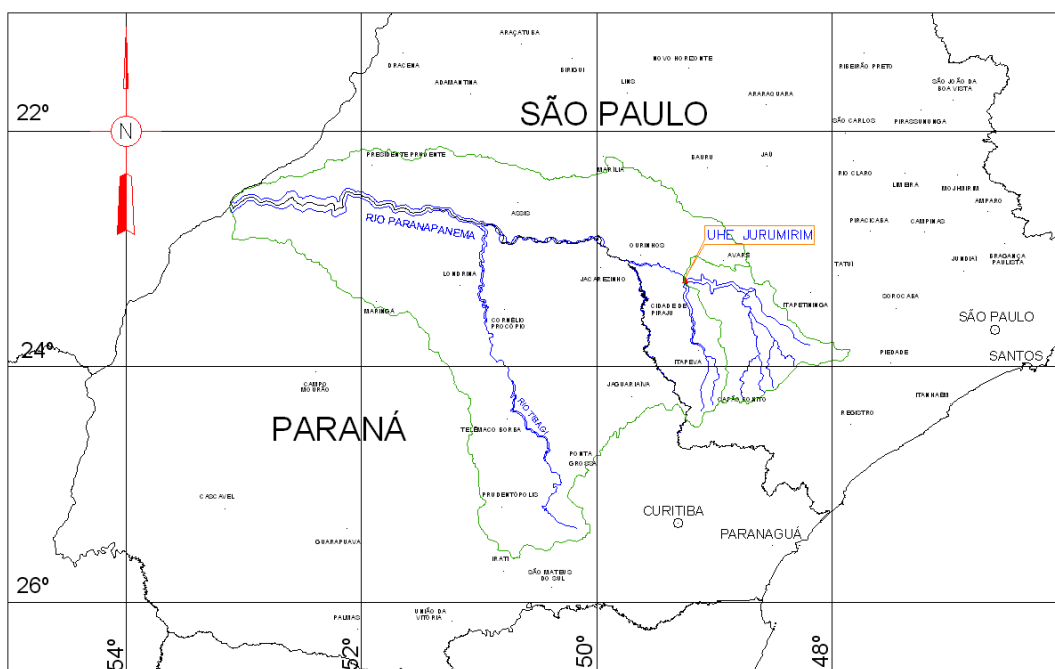 ARAÇATUBA
DRACENA
BIRIGUI
NOVO HORIZONTE
RIBEIRÃO PRETO
ADAMANTINA
LINS
SÃO JOÃO DA
BOA VISTA
ARARAQUARA
SÃO PAULO
22º
SÃO CARLOS
PIRASSUNUNGA
N
PRESIDENTE PRUDENTE
BAURU
JAÚ
MARÍLIA
RIO CLARO
LIMEIRA
MOJIMIRIM
AMPARO
ASSIS
RIO PARANAPANEMA
PIRACICABA
CAMPINAS
UHE JURUMIRIM
OURINHOS
AVARÉ
TATUÍ
JUNDIAÍ
BRAGANÇA
PAULISTA
LONDRINA
JACAREZINHO
SOROCABA
ITAPETININGA
MARINGÁ
CORNÉLIO
PROCÓPIO
CIDADE DE
PIRAJU
SÃO PAULO
24º
PIEDADE
SANTOS
ITAPEVA
CAMPO
MOURÃO
JAGUARIAÍVA
CAPÃO BONITO
ITANHAÉM
REGISTRO
RIO TIBAGI
PARANÁ
TELÊMACO BORBA
PONTA
GROSSA
CASCAVEL
PRUDENTÓPOLIS
CURITIBA
PARANAGUÁ
GUARAPUAVA
IRATI
SÃO MATEUS
DO SUL
26º
PALMAS
UNIÃO DA
VITÓRIA
54º
52º
50º
48º